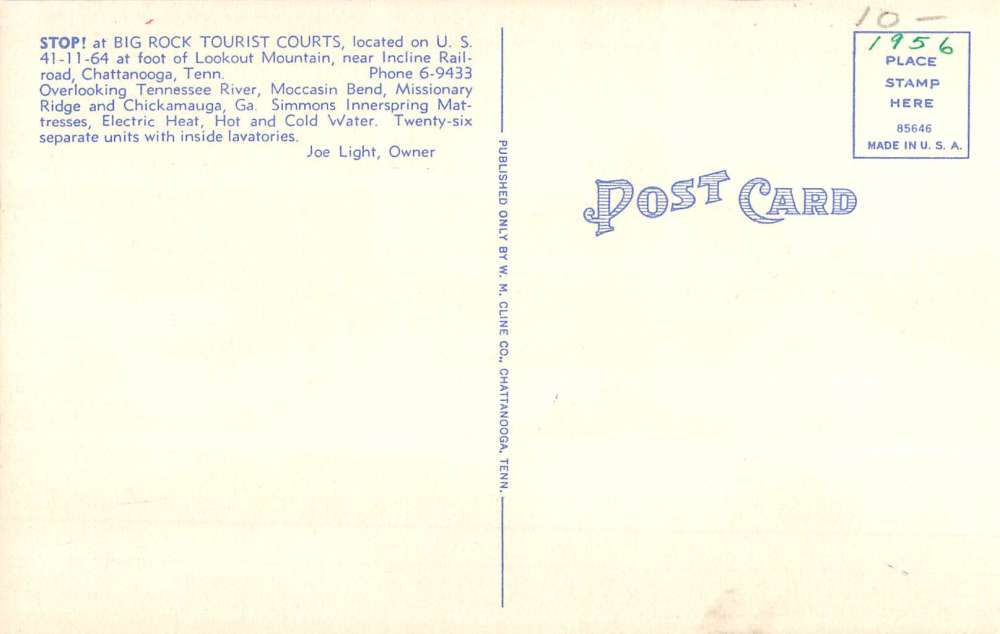 STOP! at BIG ROCK TOURIST COURTS, located on U. S.
41-11-64 at foot of Lookout Mountain, near Incline Rail-
road, Chattanooga, Tenn. Phone 6-9433
Overlooking Tennessee River, Moccasin Bend, Missionary
Ridge and Chickamauga, Ga. Simmons Innerspring Mat-
tresses, Electric Heat, Hot and Cold Water. Twenty-six
separate units with inside lavatories.
Joe Light, Owner
PUBLISHED ONLY BY W. M. CLINE CO., CHATTANOOGA, TENN.
10 —
1956
PLACE
STAMP
HERE
85646
MADE IN U. S. A.
POST CARD